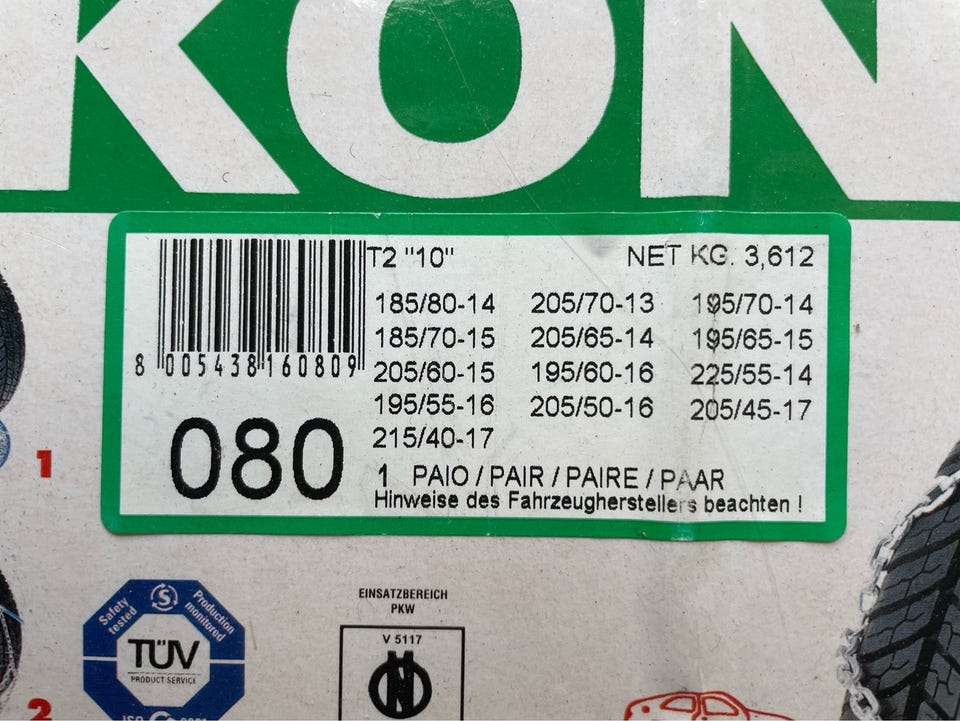 KON
T2 "10" NET KG. 3,612
185/80-14 205/70-13 195/70-14
185/70-15 205/65-14 195/65-15
205/60-15 195/60-16 225/55-14
195/55-16 205/50-16 205/45-17
215/40-17
8 005438 160809
080
1 PAIO / PAIR / PAIRE / PAAR
Hinweise des Fahrzeugherstellers beachten !
1
Safety tested
Production monitored
TÜV
PRODUCT SERVICE
EINSATZBEREICH
PKW
V 5117
2